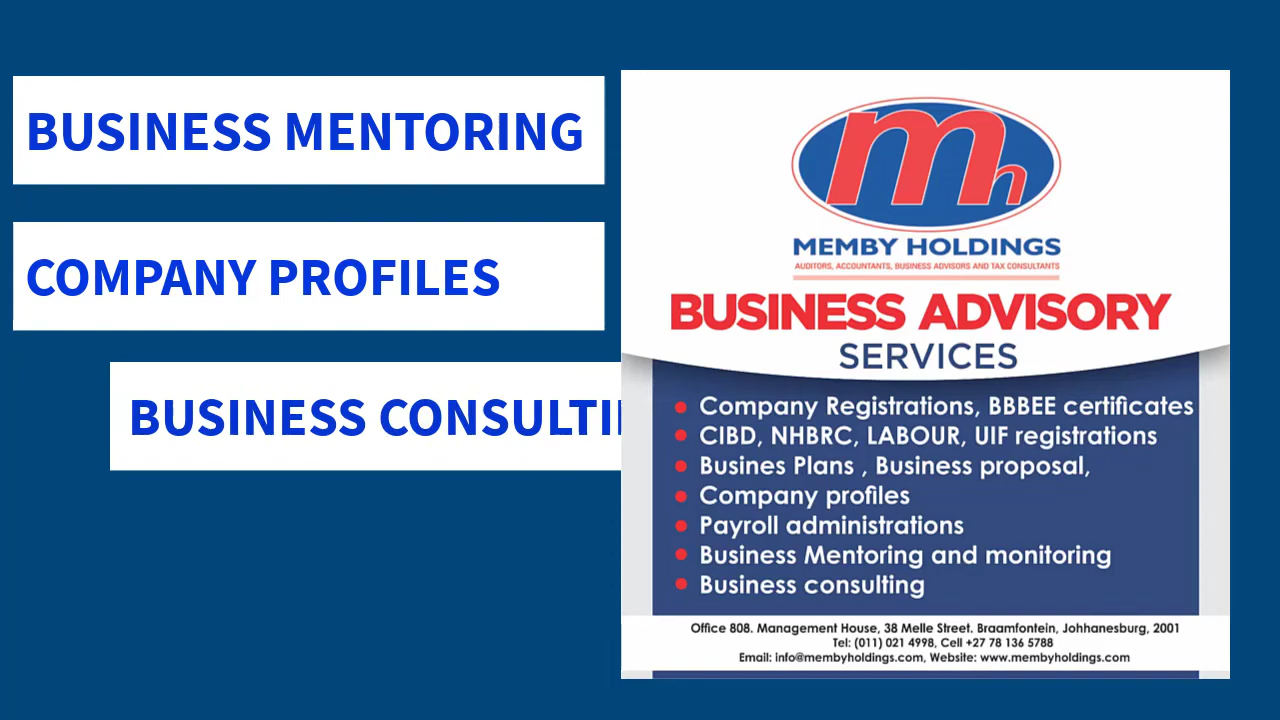 BUSINESS MENTORING
COMPANY PROFILES
BUSINESS CONSULTI
mh
MEMBY HOLDINGS
AUDITORS, ACCOUNTANTS, BUSINESS ADVISORS AND TAX CONSULTANTS
BUSINESS ADVISORY
SERVICES
Company Registrations, BBBEE certificates
CIBD, NHBRC, LABOUR, UIF registrations
Busines Plans , Business proposal,
Company profiles
Payroll administrations
Business Mentoring and monitoring
Business consulting
Office 808. Management House, 38 Melle Street. Braamfontein, Johhanesburg, 2001
Tel: (011) 021 4998, Cell +27 78 136 5788
Email: info@membyholdings.com, Website: www.membyholdings.com